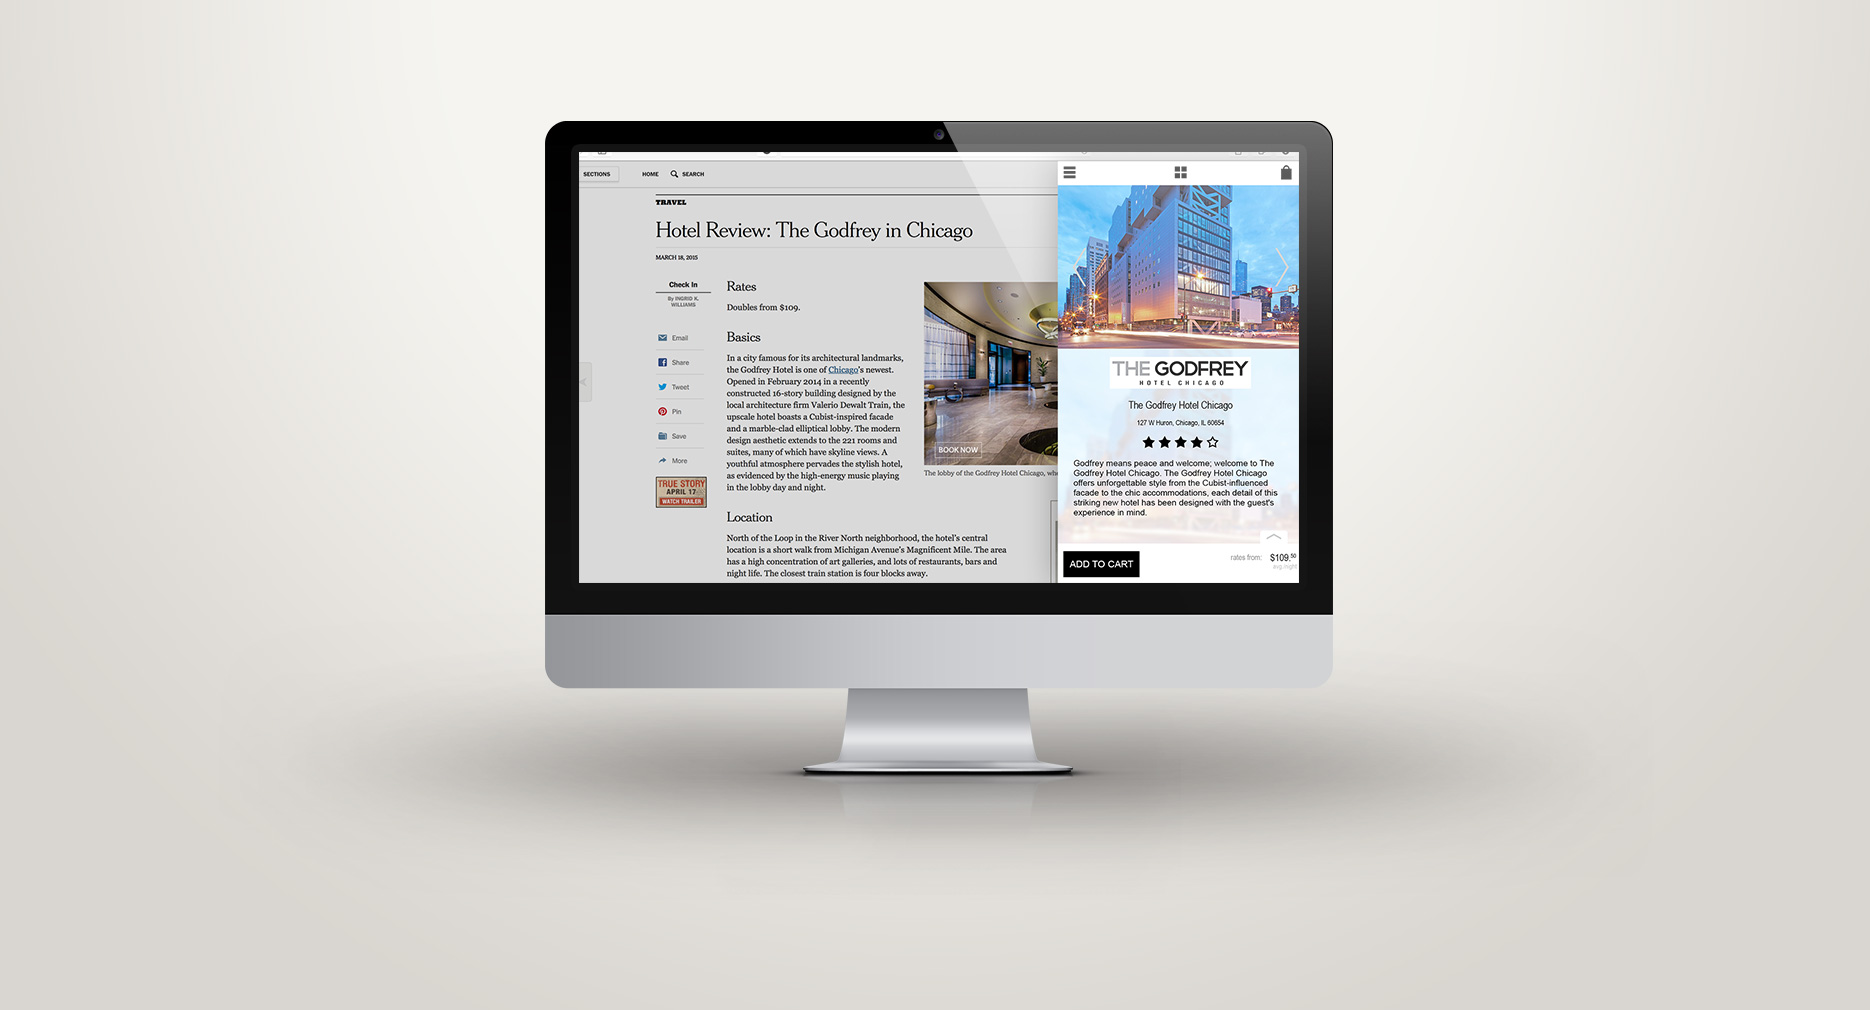 SECTIONS
HOME
SEARCH
TRAVEL
Hotel Review: The Godfrey in Chicago
MARCH 18, 2015
Check In
By INGRID K.
WILLIAMS
Email
Share
Tweet
Pin
Save
More
TRUE STORY
APRIL 17
WATCH TRAILER
Rates
Doubles from $109.
Basics
In a city famous for its architectural landmarks,
the Godfrey Hotel is one of Chicago's newest.
Opened in February 2014 in a recently
constructed 16-story building designed by the
local architecture firm Valerio Dewalt Train, the
upscale hotel boasts a Cubist-inspired facade
and a marble-clad elliptical lobby. The modern
design aesthetic extends to the 221 rooms and
suites, many of which have skyline views. A
youthful atmosphere pervades the stylish hotel,
as evidenced by the high-energy music playing
in the lobby day and night.
Location
North of the Loop in the River North neighborhood, the hotel's central
location is a short walk from Michigan Avenue's Magnificent Mile. The area
has a high concentration of art galleries, and lots of restaurants, bars and
night life. The closest train station is four blocks away.
BOOK NOW
The lobby of the Godfrey Hotel Chicago, whe
THE GODFREY
HOTEL CHICAGO
The Godfrey Hotel Chicago
127 W Huron, Chicago, IL 60654
Godfrey means peace and welcome; welcome to The
Godfrey Hotel Chicago. The Godfrey Hotel Chicago
offers unforgettable style from the Cubist-influenced
facade to the chic accommodations, each detail of this
striking new hotel has been designed with the guest's
experience in mind.
ADD TO CART
rates from: $109.50
avg./night